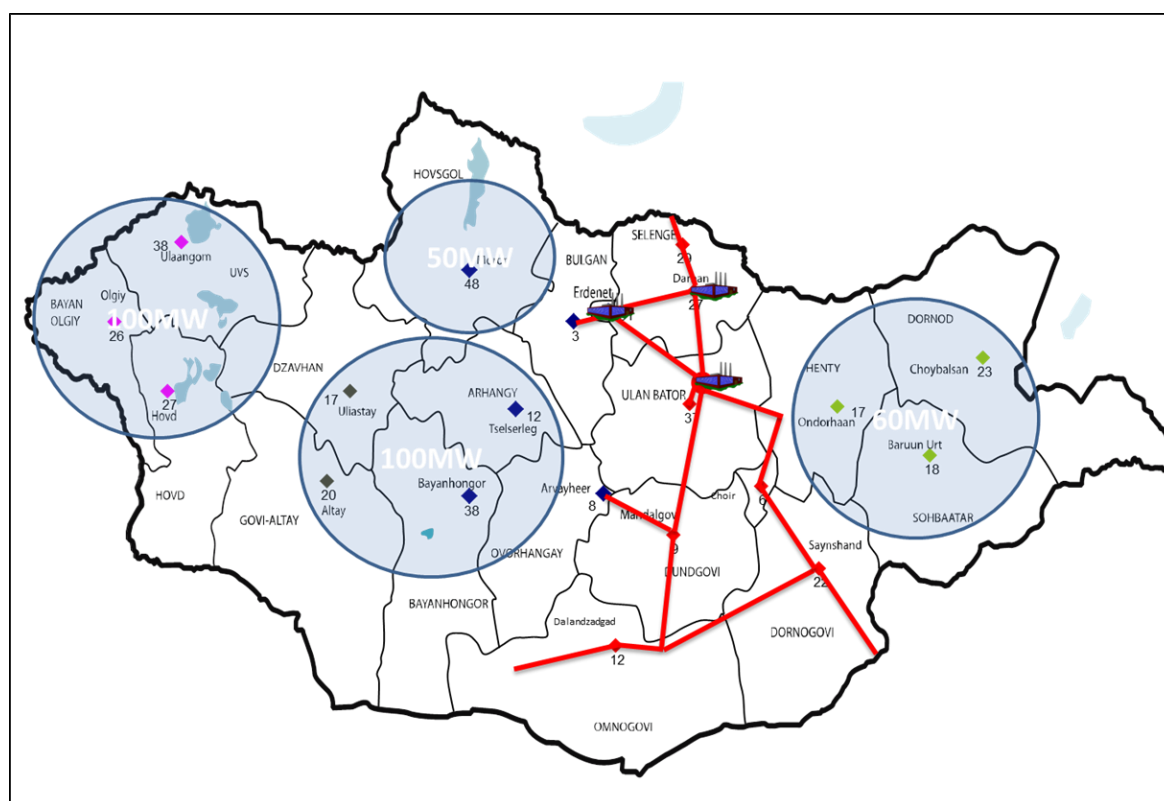 HOVSGOL
50MW
48
SELENGE
29
BULGAN
Erdenet
3
27
38
Ulaangorn
UVS
Olgiy
BAYAN
OLGIY
100MW
26
27
Hovd
HOVD
DZAVHAN
17
Uliastay
ARHANGY
12
Tselserleg
100MW
Bayanhongor
38
20
Altay
GOVI-ALTAY
OVORHANGAY
BAYANHONGOR
ULAN BATOR
37
Arvayheer
8
Mandalgov
9
DUNDGOVI
Choir
6
Saynshand
22
DORNOGOVI
Dalandzadgad
12
OMNOGOVI
DORNOD
HENTY
Choybalsan
23
17
Ondorhaan
60MW
Baruun Urt
18
SOHBAATAR